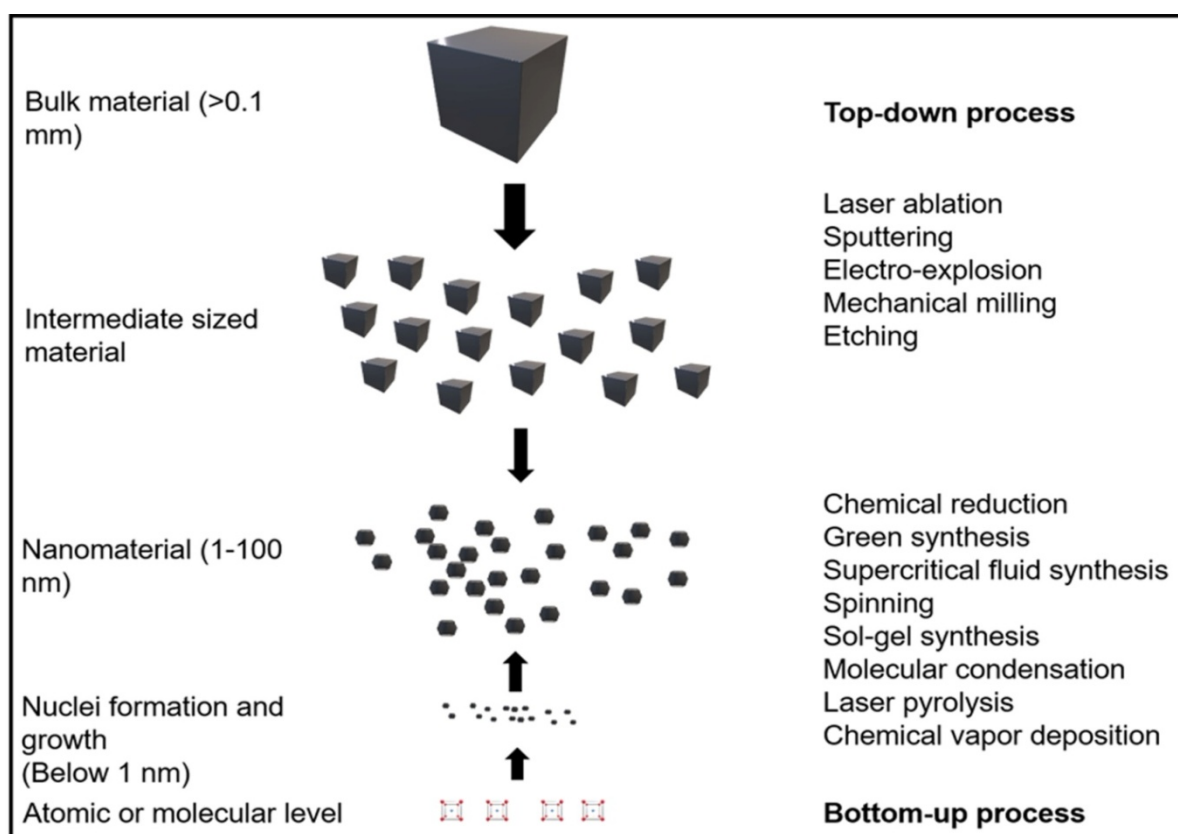 Bulk material (>0.1
mm)
Top-down process
Laser ablation
Sputtering
Electro-explosion
Mechanical milling
Etching
Intermediate sized
material
Nanomaterial (1-100
nm)
Chemical reduction
Green synthesis
Supercritical fluid synthesis
Spinning
Sol-gel synthesis
Molecular condensation
Laser pyrolysis
Chemical vapor deposition
Nuclei formation and
growth
(Below 1 nm)
Atomic or molecular level
Bottom-up process